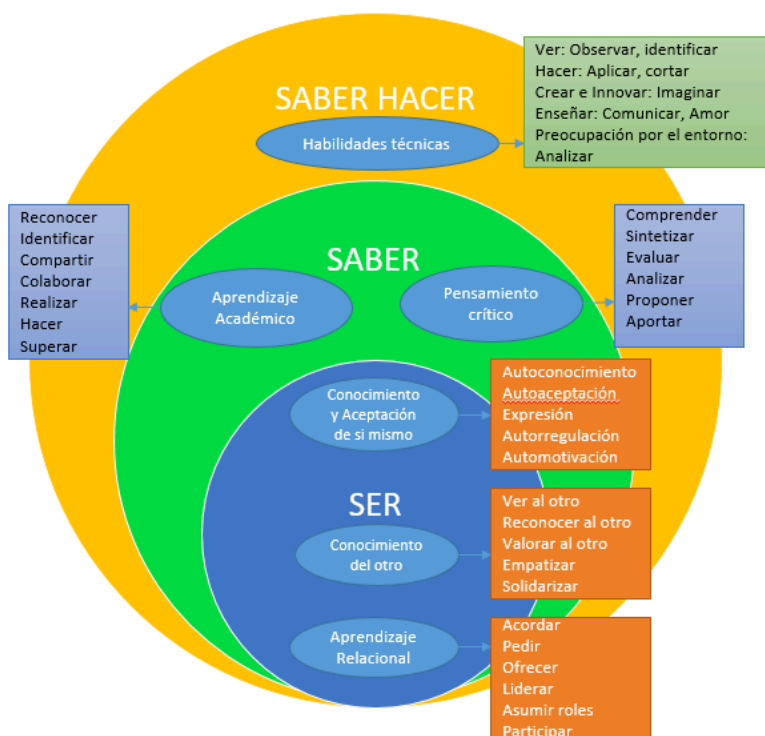 SABER HACER
Habilidades técnicas
Ver: Observar, identificar
Hacer: Aplicar, cortar
Crear e Innovar: Imaginar
Enseñar: Comunicar, Amor
Preocupación por el entorno:
Analizar
SABER
Aprendizaje
Académico
Reconocer
Identificar
Compartir
Colaborar
Realizar
Hacer
Superar
Pensamiento
crítico
Comprender
Sintetizar
Evaluar
Analizar
Proponer
Aportar
Conocimiento
y Aceptación
de si mismo
Autoconocimiento
Autoaceptación
Expresión
Autorregulación
Automotivación
SER
Conocimiento
del otro
Ver al otro
Reconocer al otro
Valorar al otro
Empatizar
Solidarizar
Aprendizaje
Relacional
Acordar
Pedir
Ofrecer
Liderar
Asumir roles
Participar